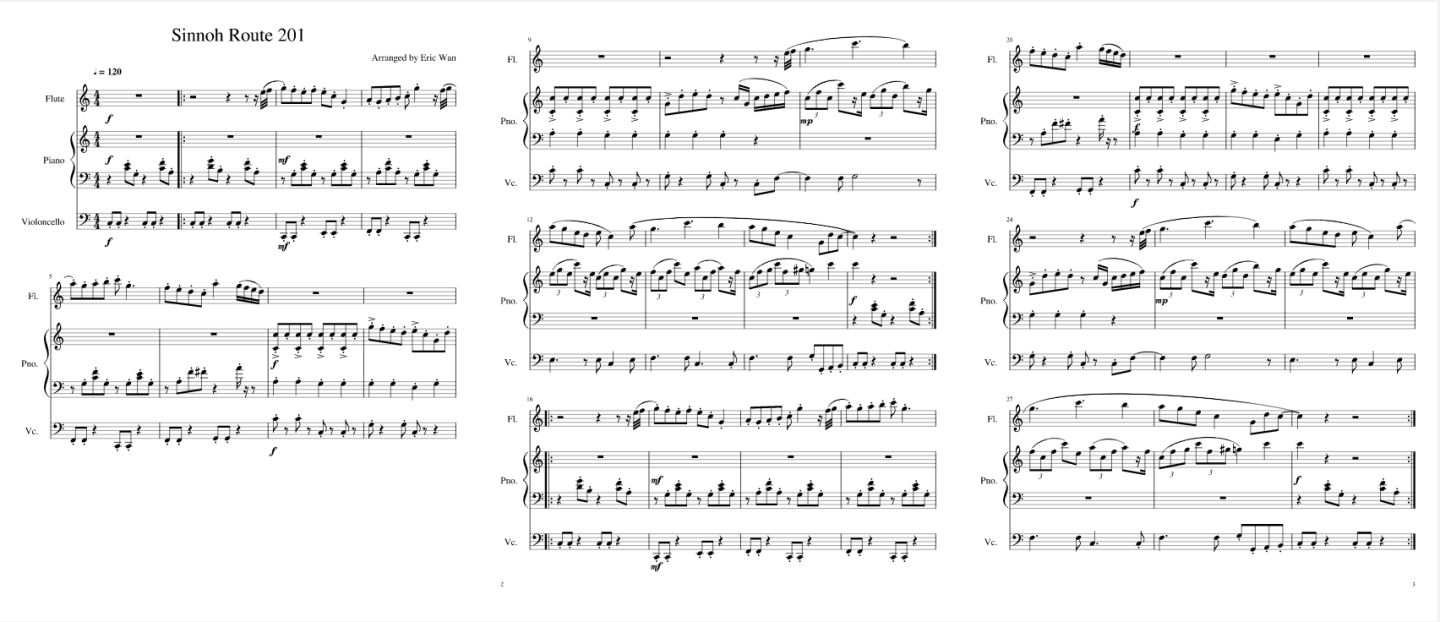 Sinnoh Route 201
Arranged by Eric Wan
♩ = 120
Flute
f
Piano
f
mf
Violoncello
f
mf
5
Fl.
Pno.
f
Vc.
f
9
Fl.
Pno.
mp
3
3
Vc.
12
Fl.
3
3
3
3
3
3
Pno.
f
Vc.
16
Fl.
Pno.
mf
Vc.
mf
2
20
Fl.
Pno.
f
Vc.
f
24
Fl.
Pno.
mp
3
3
3
3
Vc.
27
Fl.
3
3
3
3
Pno.
f
Vc.
3